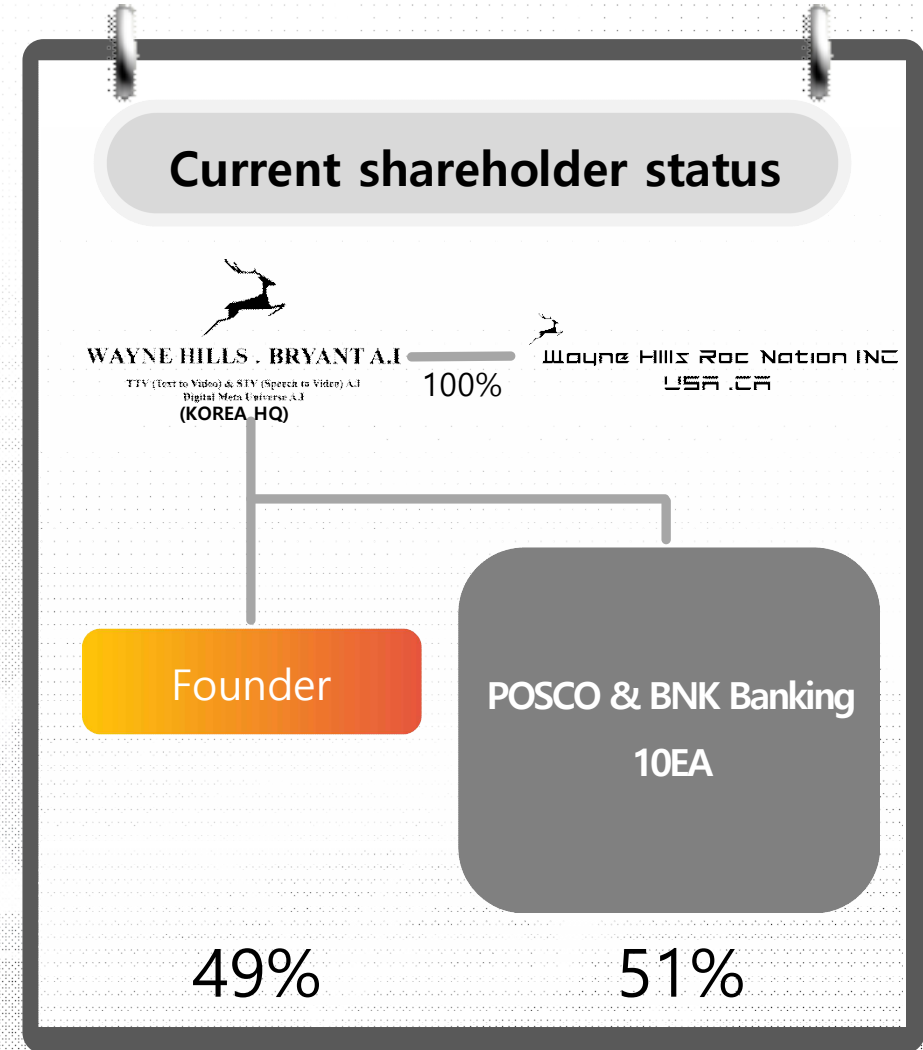 Current shareholder status
WAYNE HILLS . BRYANT A.I
TTV (Text to Video) & STV (Speech to Video) A.I
Digital Meta Universe A.I
(KOREA HQ)
100%
Wayne Hills Roc Nation INC
USA .CA
Founder
POSCO & BNK Banking
10EA
49%
51%